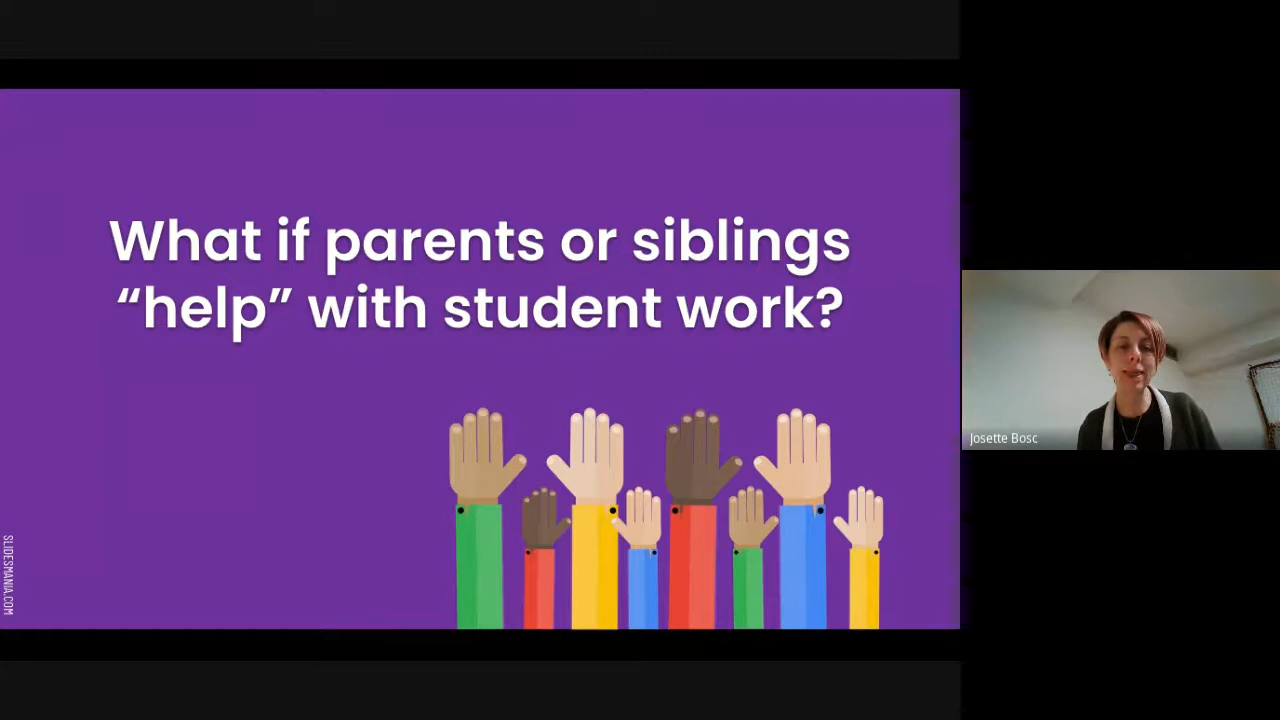 What if parents or siblings
“help” with student work?
SLIDESMANIA.COM
Josette Bosc